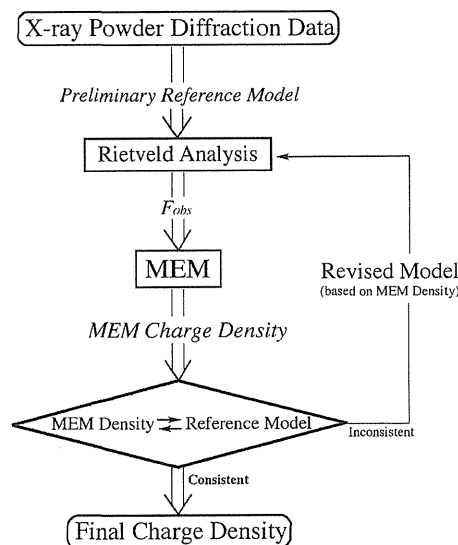 X-ray Powder Diffraction Data
Preliminary Reference Model
Rietveld Analysis
Fobs
MEM
Revised Model
(based on MEM Density)
MEM Charge Density
MEM Density ⇄ Reference Model
Inconsistent
Consistent
Final Charge Density